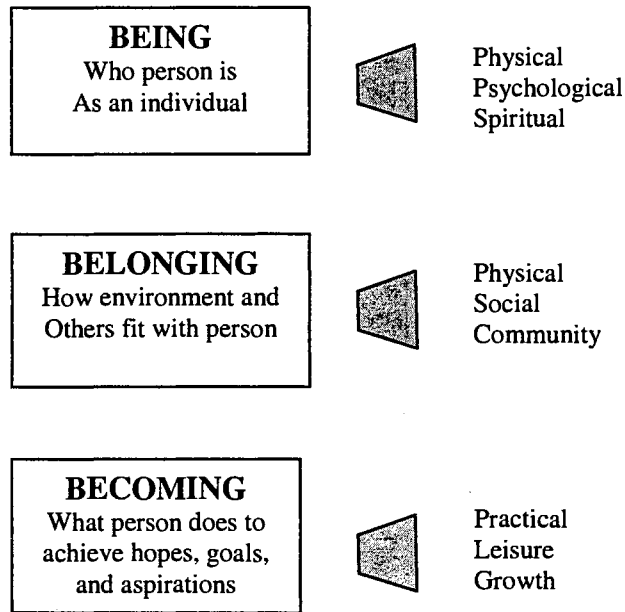 BEING
Who person is
As an individual
Physical
Psychological
Spiritual
BELONGING
How environment and
Others fit with person
Physical
Social
Community
BECOMING
What person does to
achieve hopes, goals,
and aspirations
Practical
Leisure
Growth